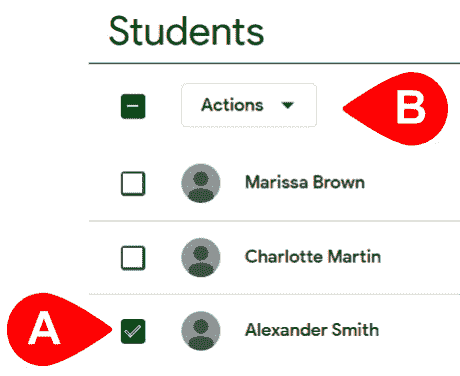 Students
Actions
B
Marissa Brown
Charlotte Martin
A
Alexander Smith